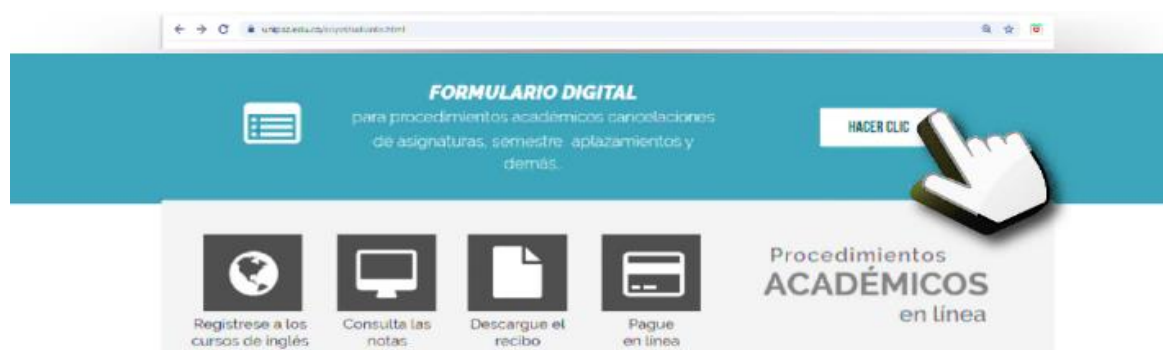 FORMULARIO DIGITAL
para procedimientos académicos cancelaciones
de asignaturas, semestre aplazamientos y
demás.
HACER CLIC
Procedimientos
ACADÉMICOS
en línea
Regístrese a los
cursos de inglés
Consulta las
notas
Descargue el
recibo
Pague
en línea